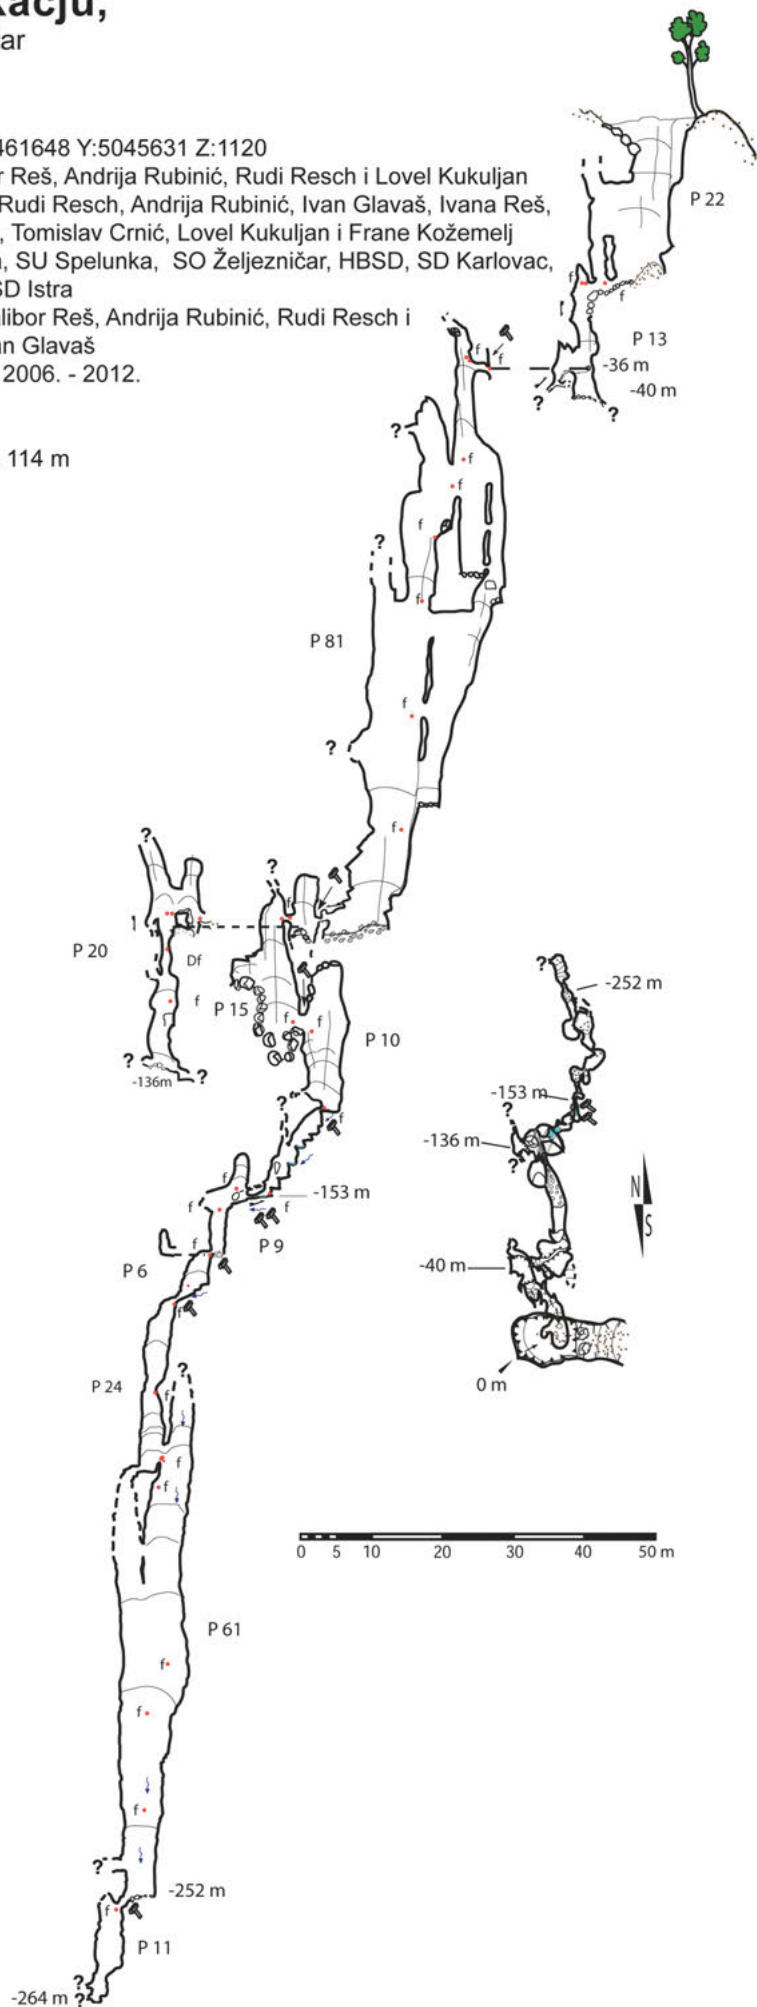 kacju,
ar
461648 Y:5045631 Z:1120
r Reš, Andrija Rubinić, Rudi Resch i Lovel Kukuljan
Rudi Resch, Andrija Rubinić, Ivan Glavaš, Ivana Reš,
, Tomislav Crnić, Lovel Kukuljan i Frane Kožemelj
, SU Spelunka, SO Željezničar, HBSD, SD Karlovac,
SD Istra
alibor Reš, Andrija Rubinić, Rudi Resch i
an Glavaš
2006. - 2012.
114 m
P 22
f
f
P 13
-36 m
-40 m
? ?
f
f
?
f
f
f
?
f
P 81
f
?
f
?
?
f
P 20
Df
f
P 15
f
f
P 10
? ?
-136m
?
f
-153 m
f
f
f
P 9
f
P 6
f
P 24
?
f
f
f
P 61
f
f
f
?
-252 m
f
P 11
?
-264 m ?
?
-252 m
-153 m
?
-136 m
?
N
S
-40 m
0 m
0 5 10 20 30 40 50 m